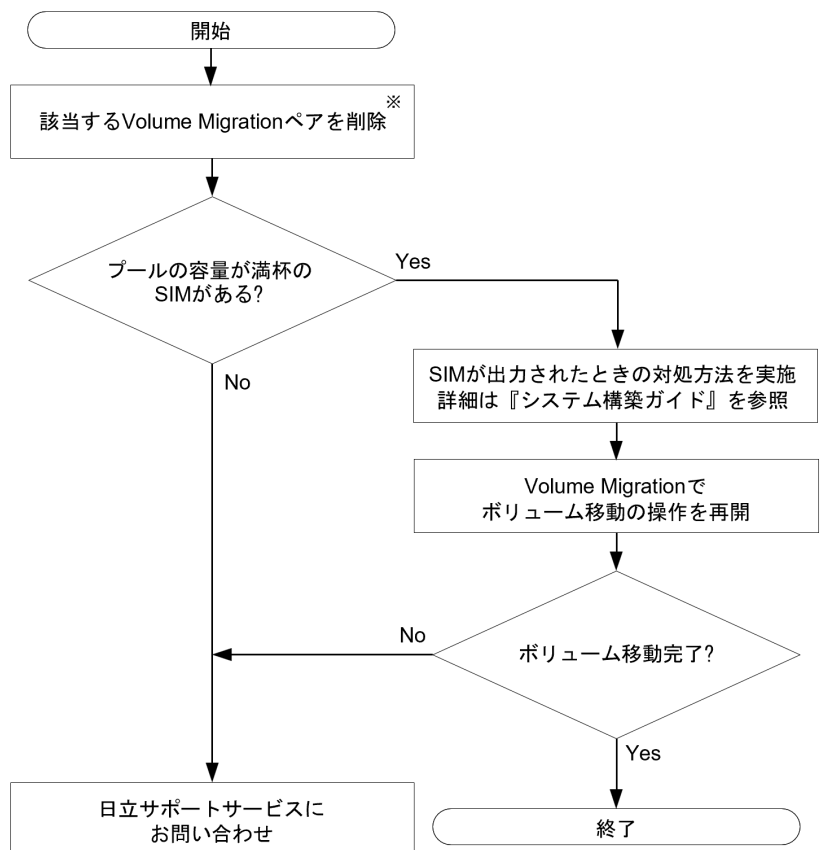 開始
該当するVolume Migrationペアを削除※
プールの容量が満杯の
SIMがある?
Yes
No
SIMが出力されたときの対処方法を実施
詳細は『システム構築ガイド』を参照
Volume Migrationで
ボリューム移動の操作を再開
ボリューム移動完了?
No
Yes
日立サポートサービスに
お問い合わせ
終了